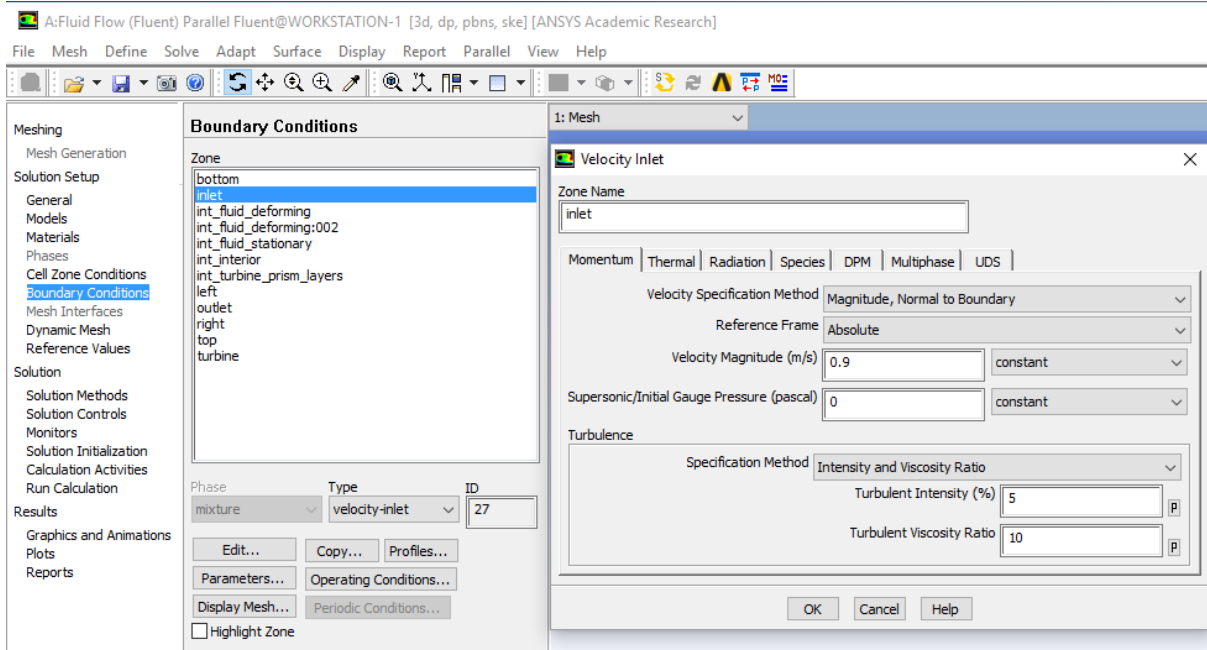 A:Fluid Flow (Fluent) Parallel Fluent@WORKSTATION-1 [3d, dp, pbns, ske] [ANSYS Academic Research]
File Mesh Define Solve Adapt Surface Display Report Parallel View Help
Meshing
Mesh Generation
Solution Setup
General
Models
Materials
Phases
Cell Zone Conditions
Boundary Conditions
Mesh Interfaces
Dynamic Mesh
Reference Values
Solution
Solution Methods
Solution Controls
Monitors
Solution Initialization
Calculation Activities
Run Calculation
Results
Graphics and Animations
Plots
Reports
Boundary Conditions
Zone
bottom
inlet
int_fluid_deforming
int_fluid_deforming:002
int_fluid_stationary
int_interior
int_turbine_prism_layers
left
outlet
right
top
turbine
Phase Type ID
mixture velocity-inlet 27
Edit... Copy... Profiles...
Parameters... Operating Conditions...
Display Mesh... Periodic Conditions...
Highlight Zone
1: Mesh
Velocity Inlet
Zone Name
inlet
Momentum Thermal Radiation Species DPM Multiphase UDS
Velocity Specification Method Magnitude, Normal to Boundary
Reference Frame Absolute
Velocity Magnitude (m/s) 0.9 constant
Supersonic/Initial Gauge Pressure (pascal) 0 constant
Turbulence
Specification Method Intensity and Viscosity Ratio
Turbulent Intensity (%) 5 P
Turbulent Viscosity Ratio 10 P
OK Cancel Help